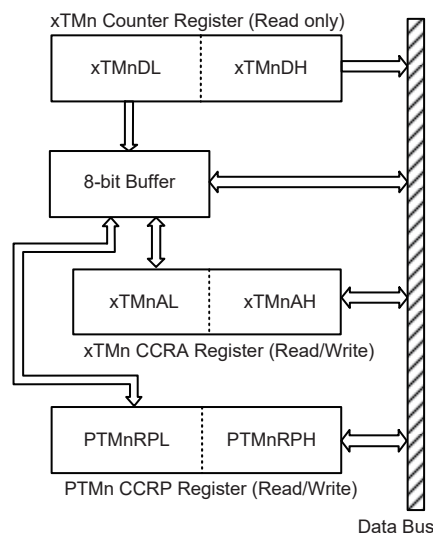 xTMn Counter Register (Read only)
xTMnDL xTMnDH
8-bit Buffer
xTMnAL xTMnAH
xTMn CCRA Register (Read/Write)
PTMnRPL PTMnRPH
PTMn CCRP Register (Read/Write)
Data Bus